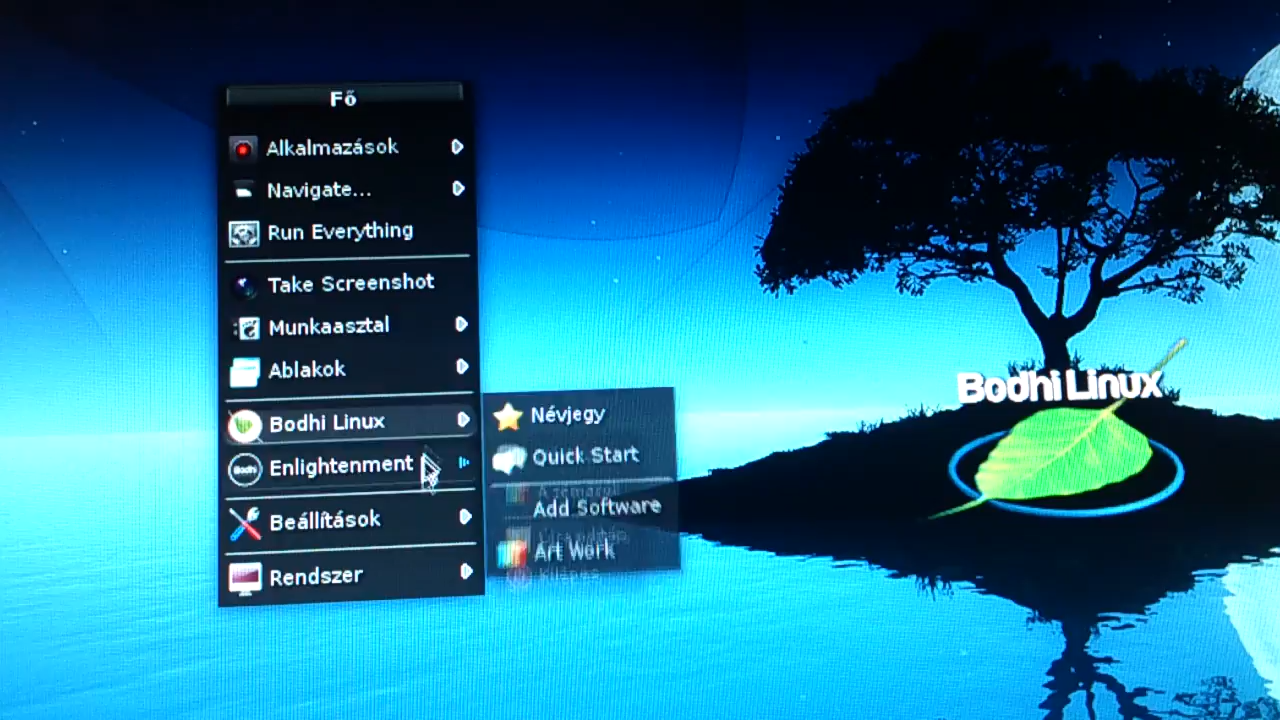 Fő
Alkalmazások
Navigate...
Run Everything
Take Screenshot
Munkaasztal
Ablakok
Bodhi Linux
Enlightenment
Beállítások
Rendszer
Névjegy
Quick Start
Add Software
Art Work
kilépés
Bodhi Linux